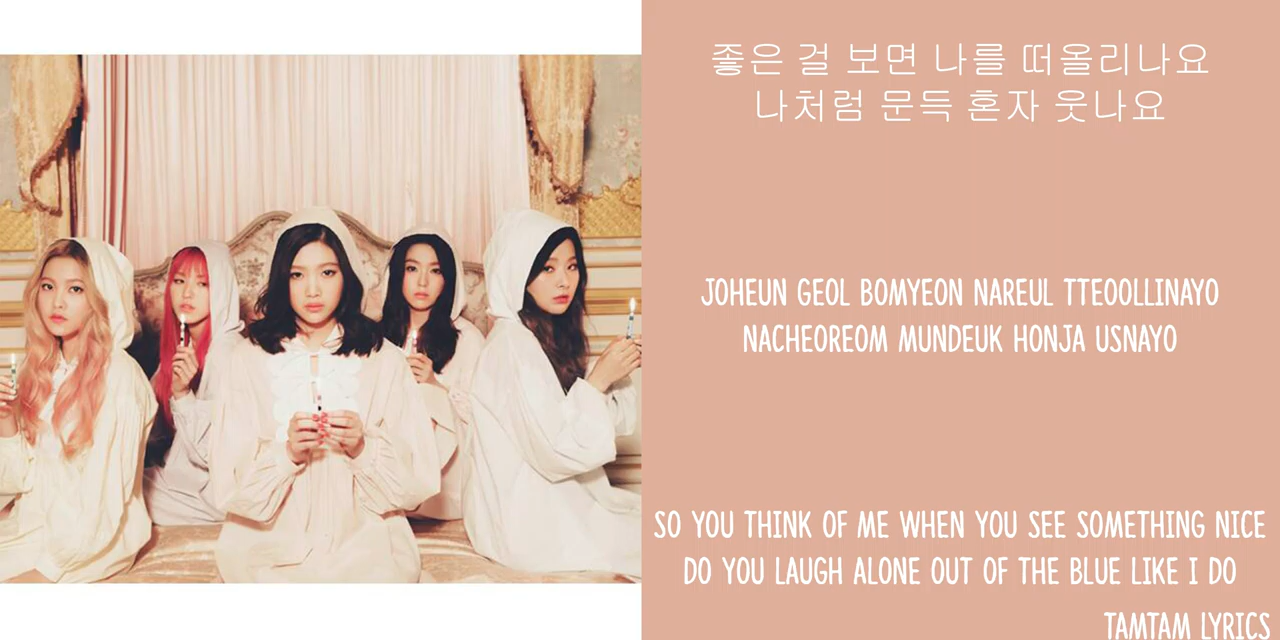 좋은 걸 보면 나를 떠올리나요
나처럼 문득 혼자 웃나요
JOHEUN GEOL BOMYEON NAREUL TTEOOLLINAYO
NACHEOREOM MUNDEUK HONJA USNAYO
SO YOU THINK OF ME WHEN YOU SEE SOMETHING NICE
DO YOU LAUGH ALONE OUT OF THE BLUE LIKE I DO
TAMTAM LYRICS